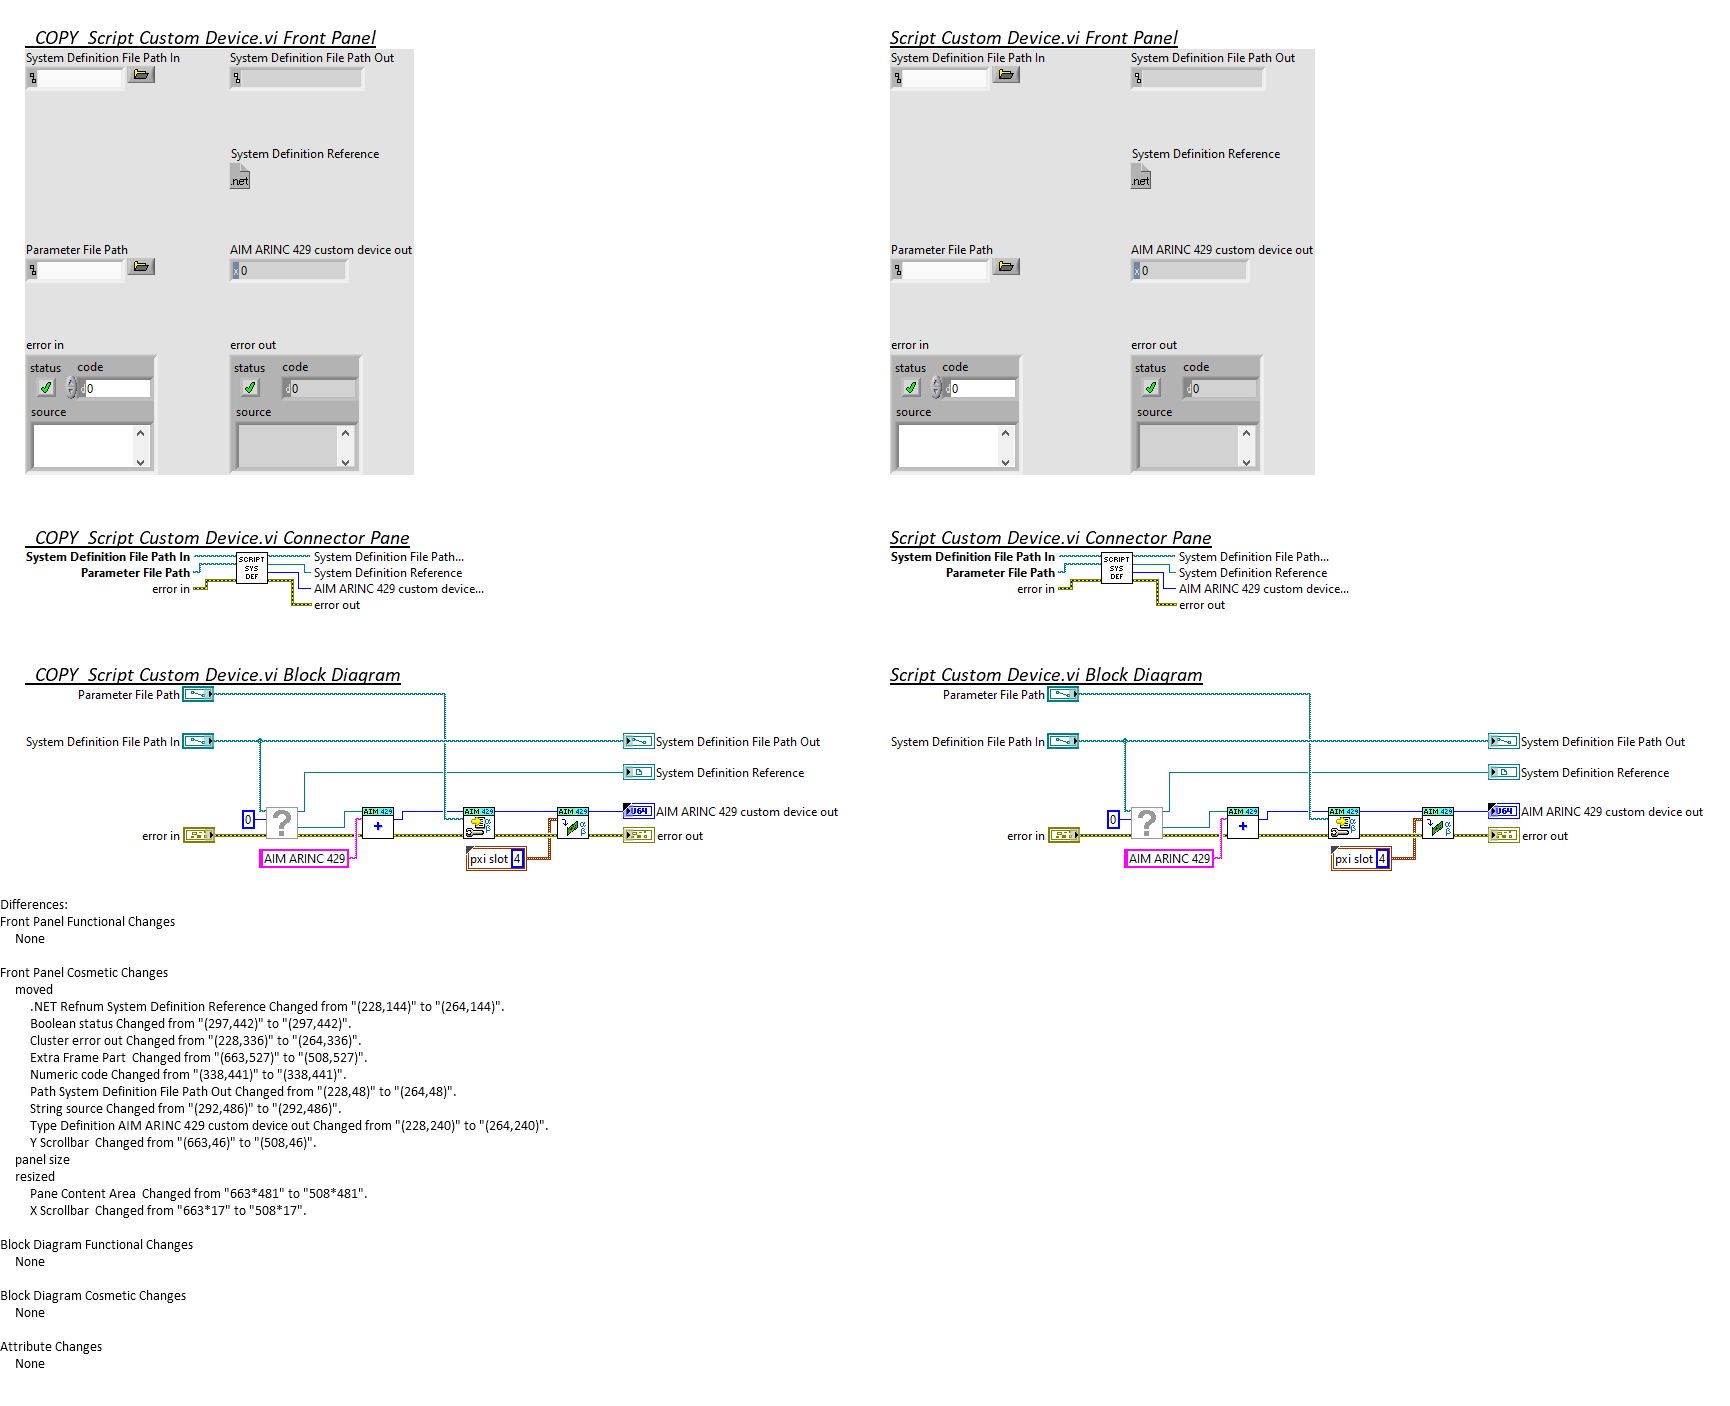 COPY  Script Custom Device.vi Front Panel
System Definition File Path In
System Definition File Path Out
System Definition Reference
.net
Parameter File Path
AIM ARINC 429 custom device out
x 0
error in
error out
status
code
d 0
source
status
code
d 0
source
Script Custom Device.vi Front Panel
System Definition File Path In
System Definition File Path Out
System Definition Reference
.net
Parameter File Path
AIM ARINC 429 custom device out
x 0
error in
error out
status
code
d 0
source
status
code
d 0
source
COPY  Script Custom Device.vi Connector Pane
System Definition File Path In
Parameter File Path
error in
SCRIPT
SYS
DEF
System Definition File Path...
System Definition Reference
AIM ARINC 429 custom device...
error out
Script Custom Device.vi Connector Pane
System Definition File Path In
Parameter File Path
error in
SCRIPT
SYS
DEF
System Definition File Path...
System Definition Reference
AIM ARINC 429 custom device...
error out
COPY  Script Custom Device.vi Block Diagram
Parameter File Path
System Definition File Path In
System Definition File Path Out
System Definition Reference
0
?
AIM 429
+
AIM 429
αβ
AIM 429
αβ
U64
AIM ARINC 429 custom device out
error in
error out
AIM ARINC 429
pxi slot 4
Script Custom Device.vi Block Diagram
Parameter File Path
System Definition File Path In
System Definition File Path Out
System Definition Reference
0
?
AIM 429
+
AIM 429
αβ
AIM 429
αβ
U64
AIM ARINC 429 custom device out
error in
error out
AIM ARINC 429
pxi slot 4
Differences:
Front Panel Functional Changes
None
Front Panel Cosmetic Changes
moved
.NET Refnum System Definition Reference Changed from "(228,144)" to "(264,144)".
Boolean status Changed from "(297,442)" to "(297,442)".
Cluster error out Changed from "(228,336)" to "(264,336)".
Extra Frame Part  Changed from "(663,527)" to "(508,527)".
Numeric code Changed from "(338,441)" to "(338,441)".
Path System Definition File Path Out Changed from "(228,48)" to "(264,48)".
String source Changed from "(292,486)" to "(292,486)".
Type Definition AIM ARINC 429 custom device out Changed from "(228,240)" to "(264,240)".
Y Scrollbar  Changed from "(663,46)" to "(508,46)".
panel size
resized
Pane Content Area  Changed from "663*481" to "508*481".
X Scrollbar  Changed from "663*17" to "508*17".
Block Diagram Functional Changes
None
Block Diagram Cosmetic Changes
None
Attribute Changes
None